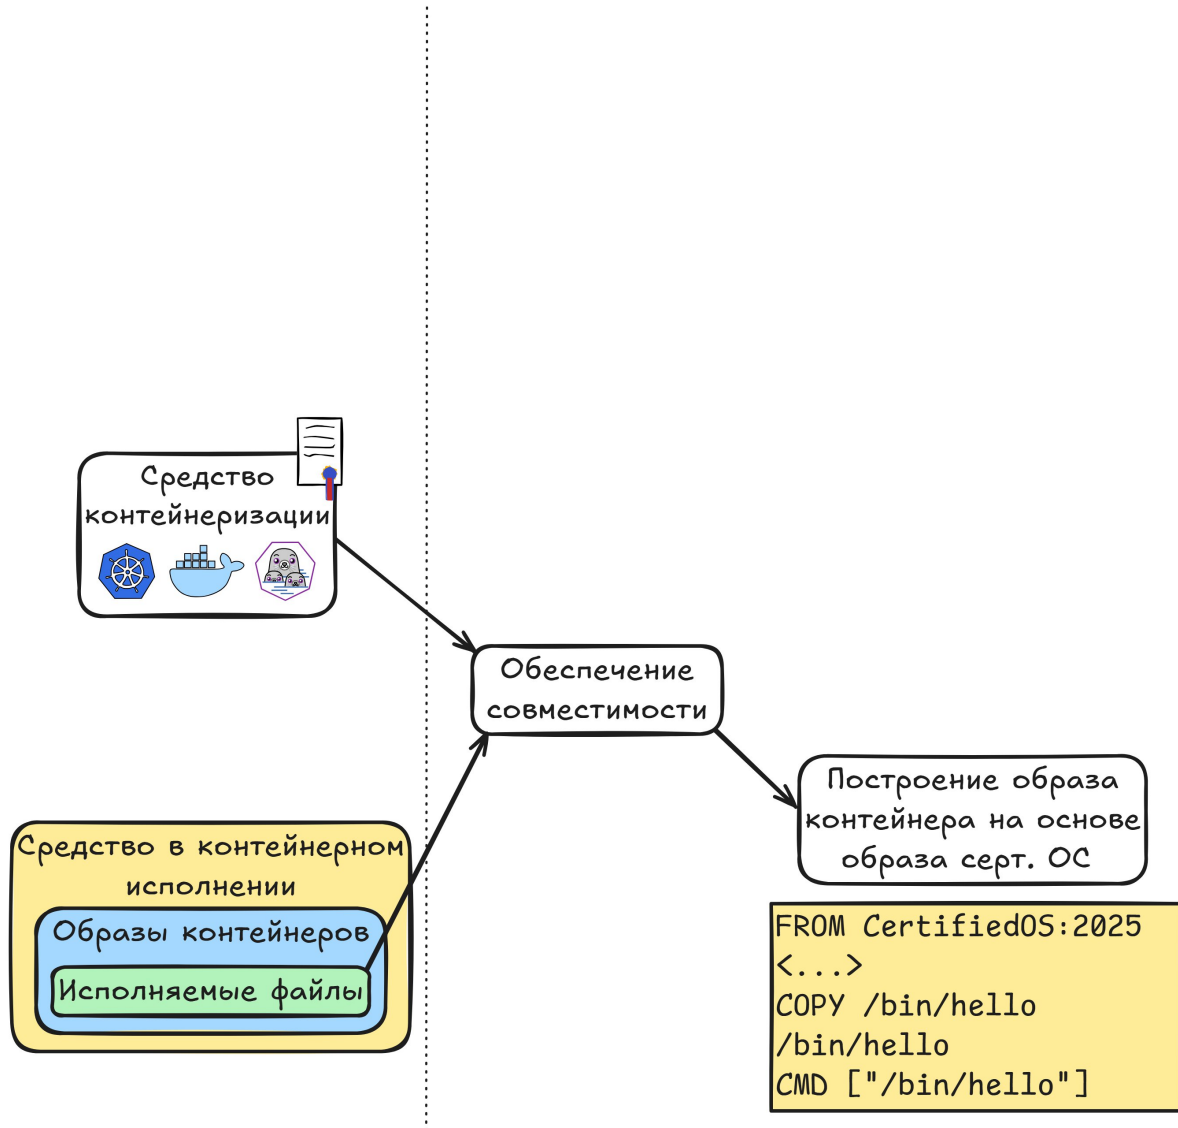 Средство
контейнеризации
Обеспечение
совместимости
Построение образа
контейнера на основе
образа серт. ОС
Средство в контейнерном
исполнении
Образы контейнеров
Исполняемые файлы
FROM CertifiedOS:2025
<...>
COPY /bin/hello
/bin/hello
CMD ["/bin/hello"]